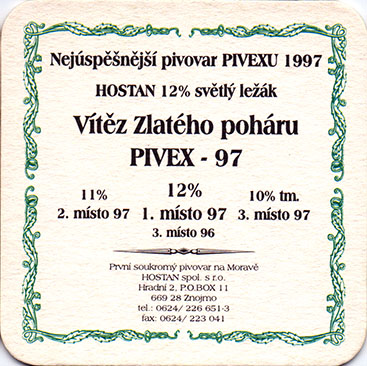 Nejúspěšnější pivovar PIVEXU 1997
HOSTAN 12% světlý ležák
Vítěz Zlatého poháru
PIVEX - 97
11%
2. místo 97
12%
1. místo 97
3. místo 96
10% tm.
3. místo 97
První soukromý pivovar na Moravě
HOSTAN spol. s r.o.
Hradní 2, P.O.BOX 11
669 28 Znojmo
tel.: 0624/ 226 651-3
fax: 0624/ 223 041